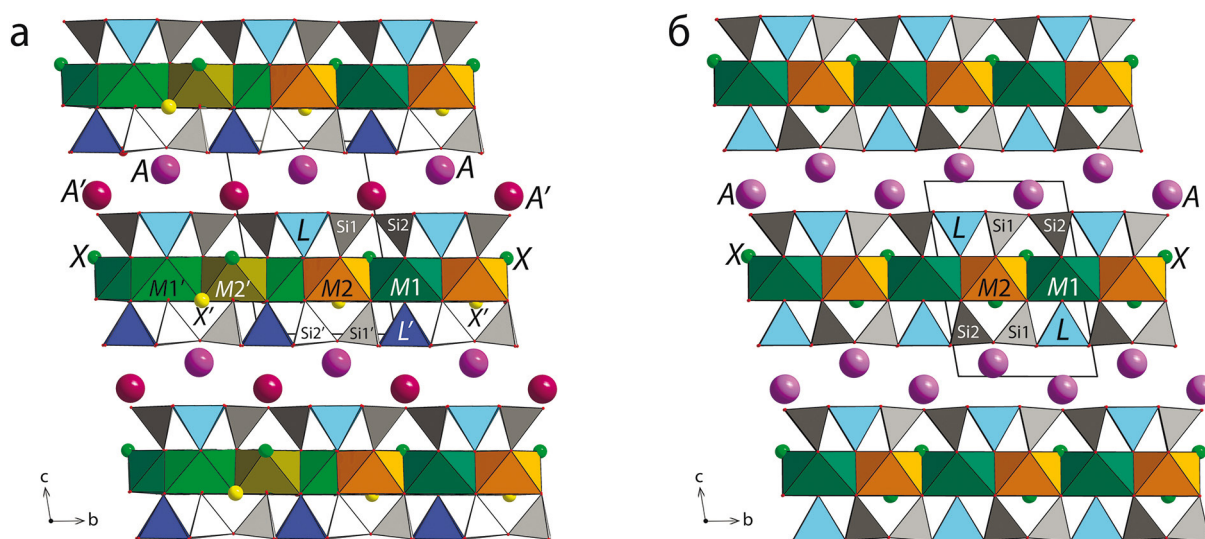 а
A
A
A′
A′
L
Si1
Si2
X
X
M1′
M2′
M2
M1
X′
X′
Si2′
Si1′
L′
c
b
б
A
A
L
Si1
Si2
X
X
M2
M1
Si2
Si1
L
c
b